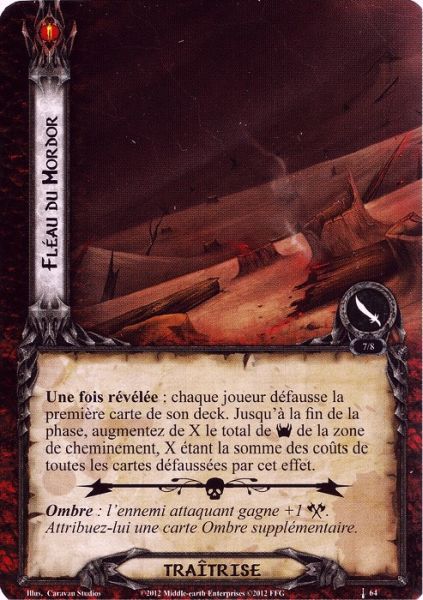 FLÉAU DU MORDOR
7/8
Une fois révélée : chaque joueur défausse la
première carte de son deck. Jusqu'à la fin de la
phase, augmentez de X le total de de la zone
de cheminement, X étant la somme des coûts de
toutes les cartes défaussées par cet effet.
Ombre : l'ennemi attaquant gagne +1 .
Attribuez-lui une carte Ombre supplémentaire.
TRAÎTRISE
Illus. Caravan Studios ©2012 Middle-earth Enterprises ©2012 FFG 64